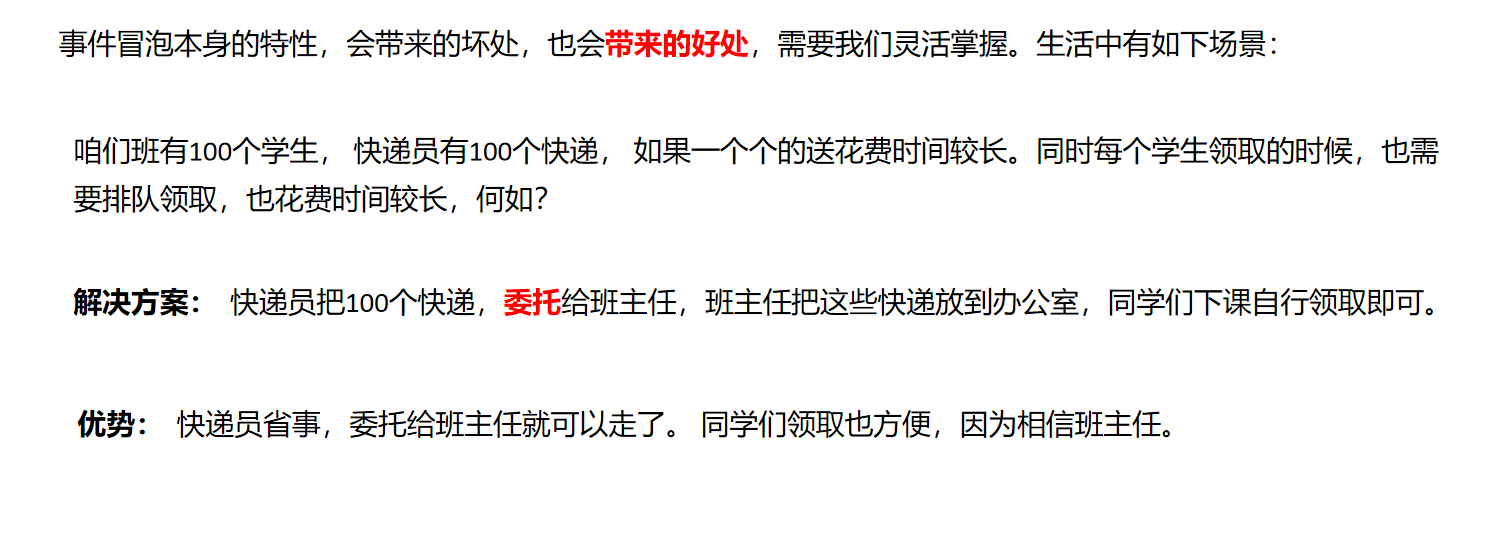 事件冒泡本身的特性，会带来的坏处，也会带来的好处，需要我们灵活掌握。生活中有如下场景：
咱们班有100个学生， 快递员有100个快递， 如果一个个的送花费时间较长。同时每个学生领取的时候，也需
要排队领取，也花费时间较长，何如？
解决方案： 快递员把100个快递，委托给班主任，班主任把这些快递放到办公室，同学们下课自行领取即可。
优势： 快递员省事，委托给班主任就可以走了。 同学们领取也方便，因为相信班主任。